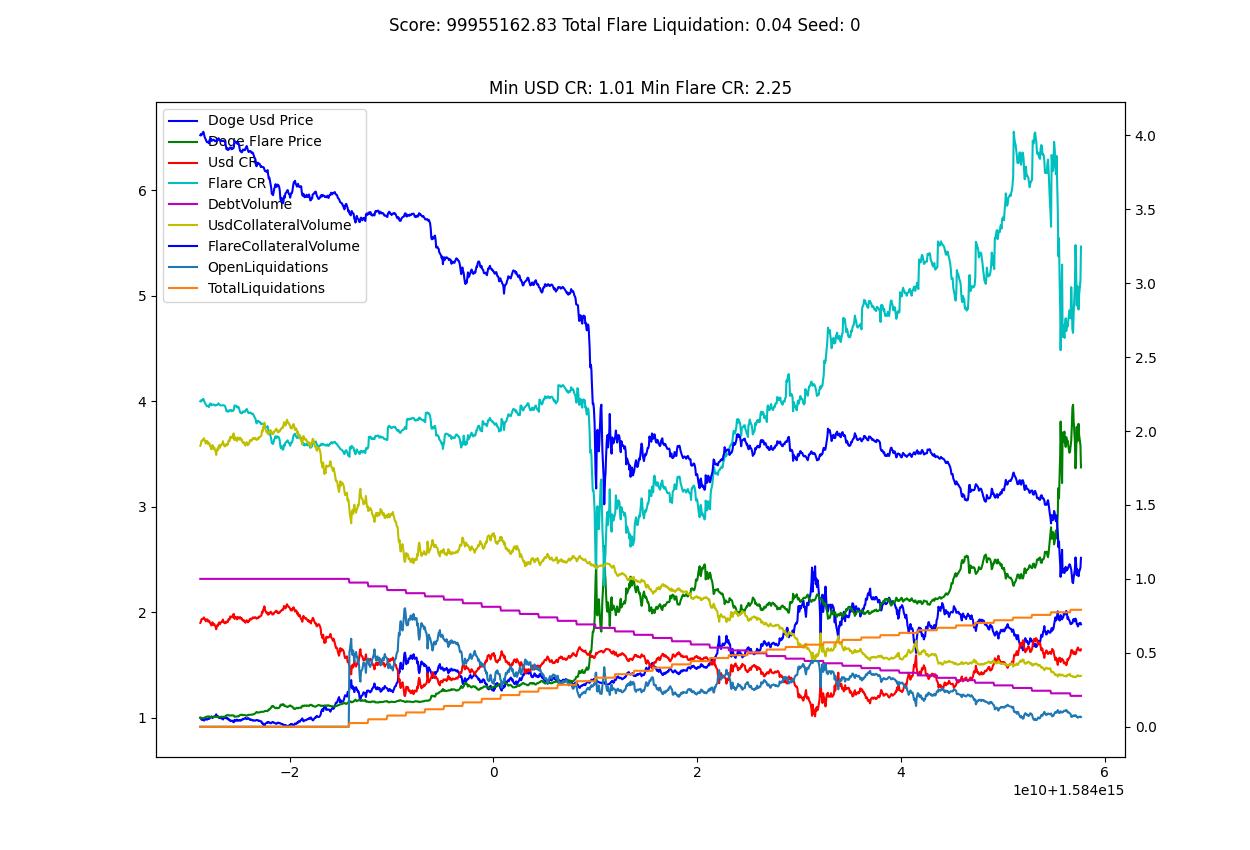 Score: 99955162.83 Total Flare Liquidation: 0.04 Seed: 0
Min USD CR: 1.01 Min Flare CR: 2.25
Doge Usd Price
Doge Flare Price
Usd CR
Flare CR
DebtVolume
UsdCollateralVolume
FlareCollateralVolume
OpenLiquidations
TotalLiquidations
6
5
4
3
2
1
4.0
3.5
3.0
2.5
2.0
1.5
1.0
0.5
0.0
−2 0 2 4 6
1e10+1.584e15